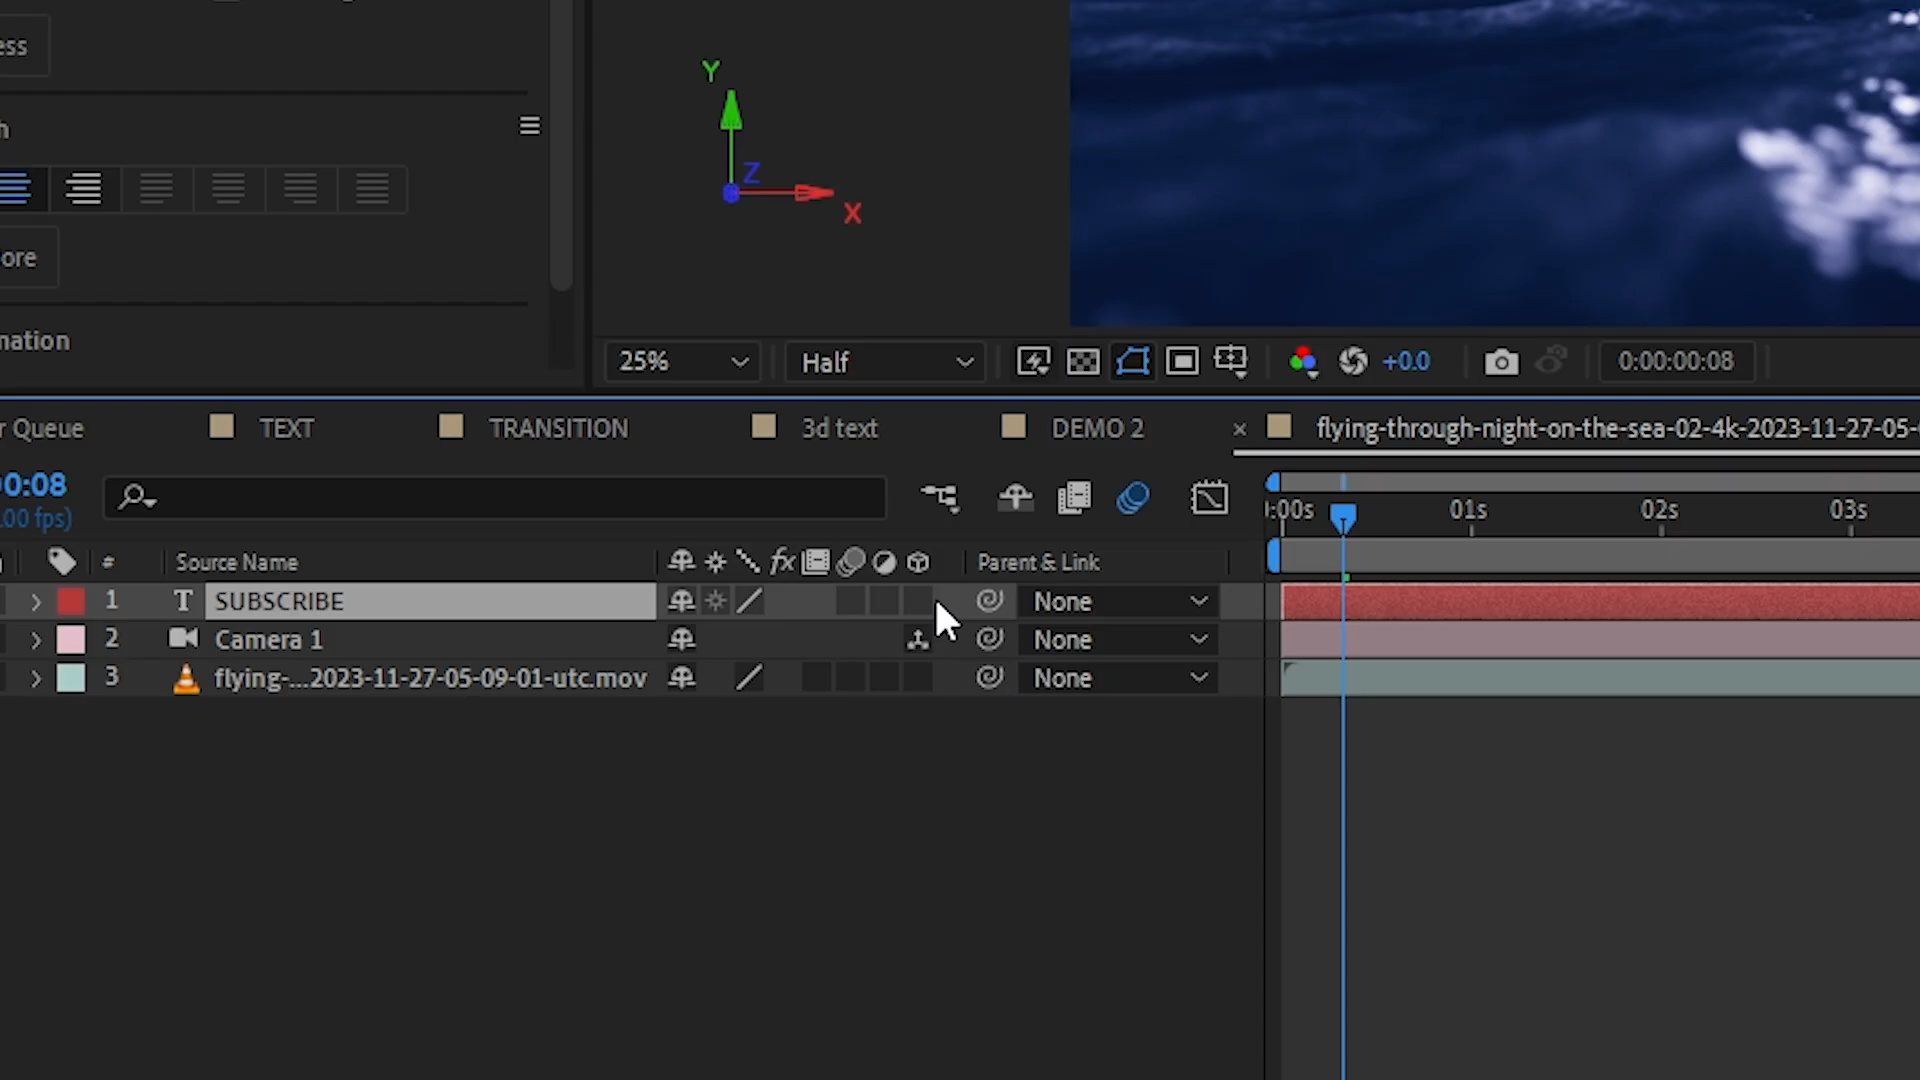 ess
h
ore
mation
Y
Z
X
25%
Half
+0.0
0:00:00:08
r Queue
TEXT
TRANSITION
3d text
DEMO 2
× flying-through-night-on-the-sea-02-4k-2023-11-27-05-
0:08
00 fps)
:00s
01s
02s
03s
#
Source Name
fx
Parent & Link
1 T SUBSCRIBE None
2 Camera 1 None
3 flying-...2023-11-27-05-09-01-utc.mov None